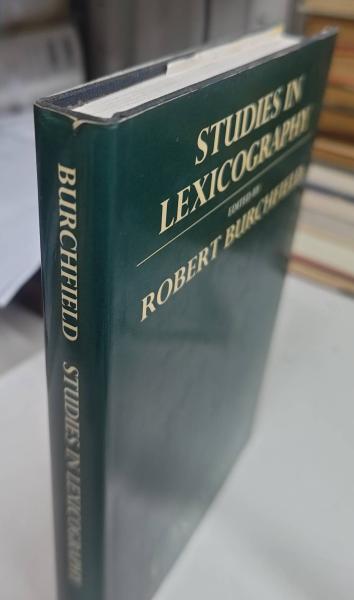 STUDIES IN
LEXICOGRAPHY
EDITED BY
ROBERT BURCHFIELD
BURCHFIELD STUDIES IN LEXICOGRAPHY